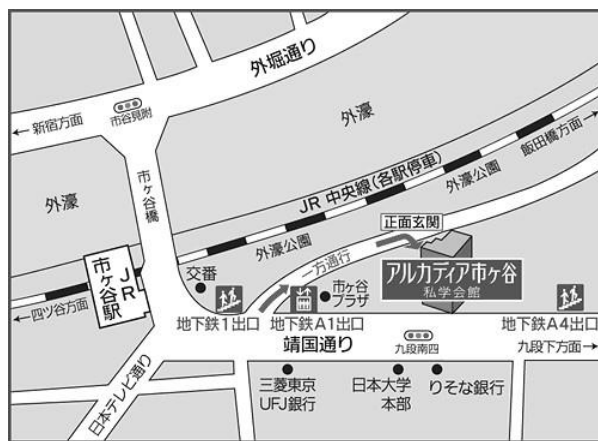 外堀通り
←新宿方面
市谷見附
外濠
飯田橋方面→
市ヶ谷橋
JR 中央線(各駅停車)
外濠公園
外濠
正面玄関
外濠公園
一方通行
アルカディア市ヶ谷
私学会館
JR
市ヶ谷駅
交番
市ヶ谷
プラザ
←四ツ谷方面
地下鉄1出口
地下鉄A1出口
地下鉄A4出口
靖国通り
九段南四
九段下方面→
日本テレビ通り
三菱東京
UFJ銀行
日本大学
本部
りそな銀行